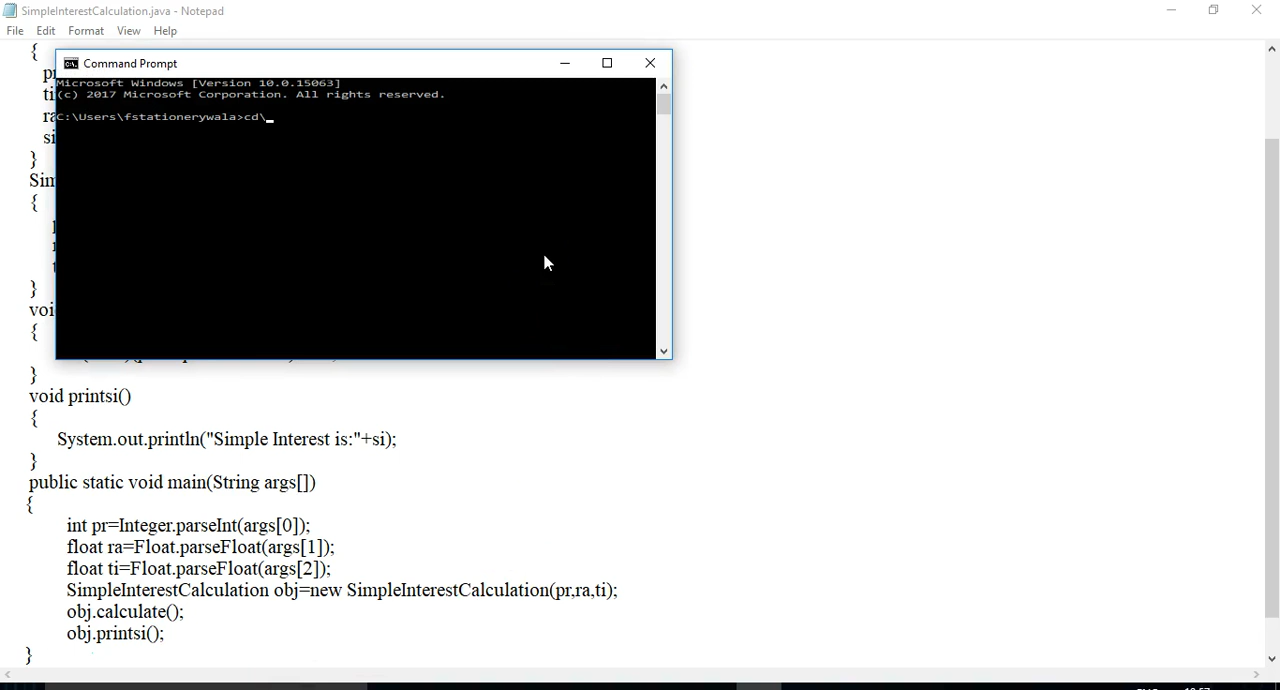 SimpleInterestCalculation.java - Notepad
File Edit Format View Help
{
Command Prompt
Microsoft Windows [Version 10.0.15063]
(c) 2017 Microsoft Corporation. All rights reserved.
C:\Users\fstationerywala>cd\
}
{
}
{
}
void printsi()
{
System.out.println("Simple Interest is:"+si);
}
public static void main(String args[])
{
int pr=Integer.parseInt(args[0]);
float ra=Float.parseFloat(args[1]);
float ti=Float.parseFloat(args[2]);
SimpleInterestCalculation obj=new SimpleInterestCalculation(pr,ra,ti);
obj.calculate();
obj.printsi();
}